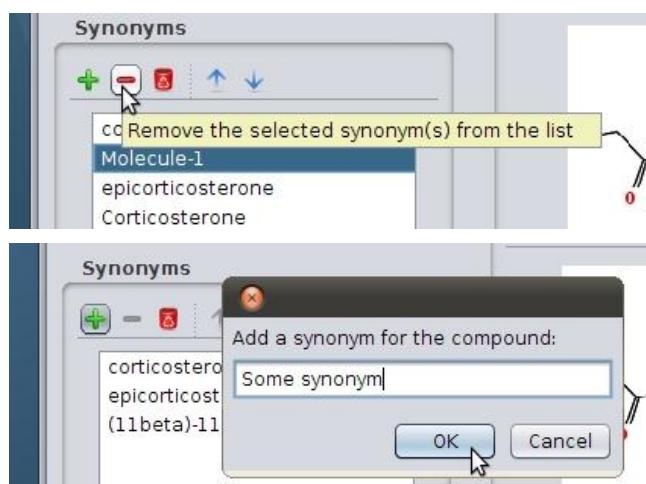 Synonyms
co
Remove the selected synonym(s) from the list
Molecule-1
epicorticosterone
Corticosterone
O
Synonyms
Add a synonym for the compound:
corticostero
Some synonym
epicorticost
(11beta)-11
OK
Cancel